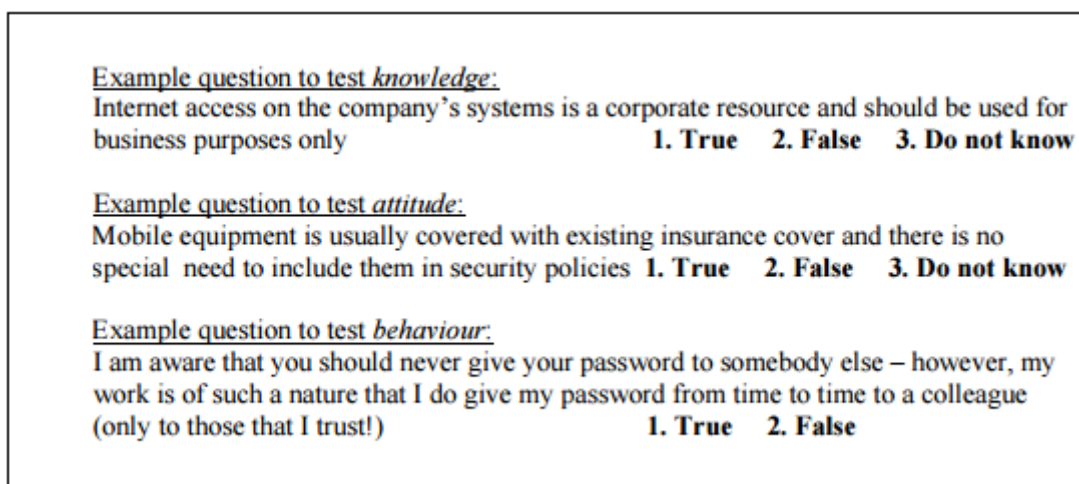 Example question to test knowledge:
Internet access on the company's systems is a corporate resource and should be used for
business purposes only 1. True 2. False 3. Do not know
Example question to test attitude:
Mobile equipment is usually covered with existing insurance cover and there is no
special need to include them in security policies 1. True 2. False 3. Do not know
Example question to test behaviour:
I am aware that you should never give your password to somebody else – however, my
work is of such a nature that I do give my password from time to time to a colleague
(only to those that I trust!) 1. True 2. False